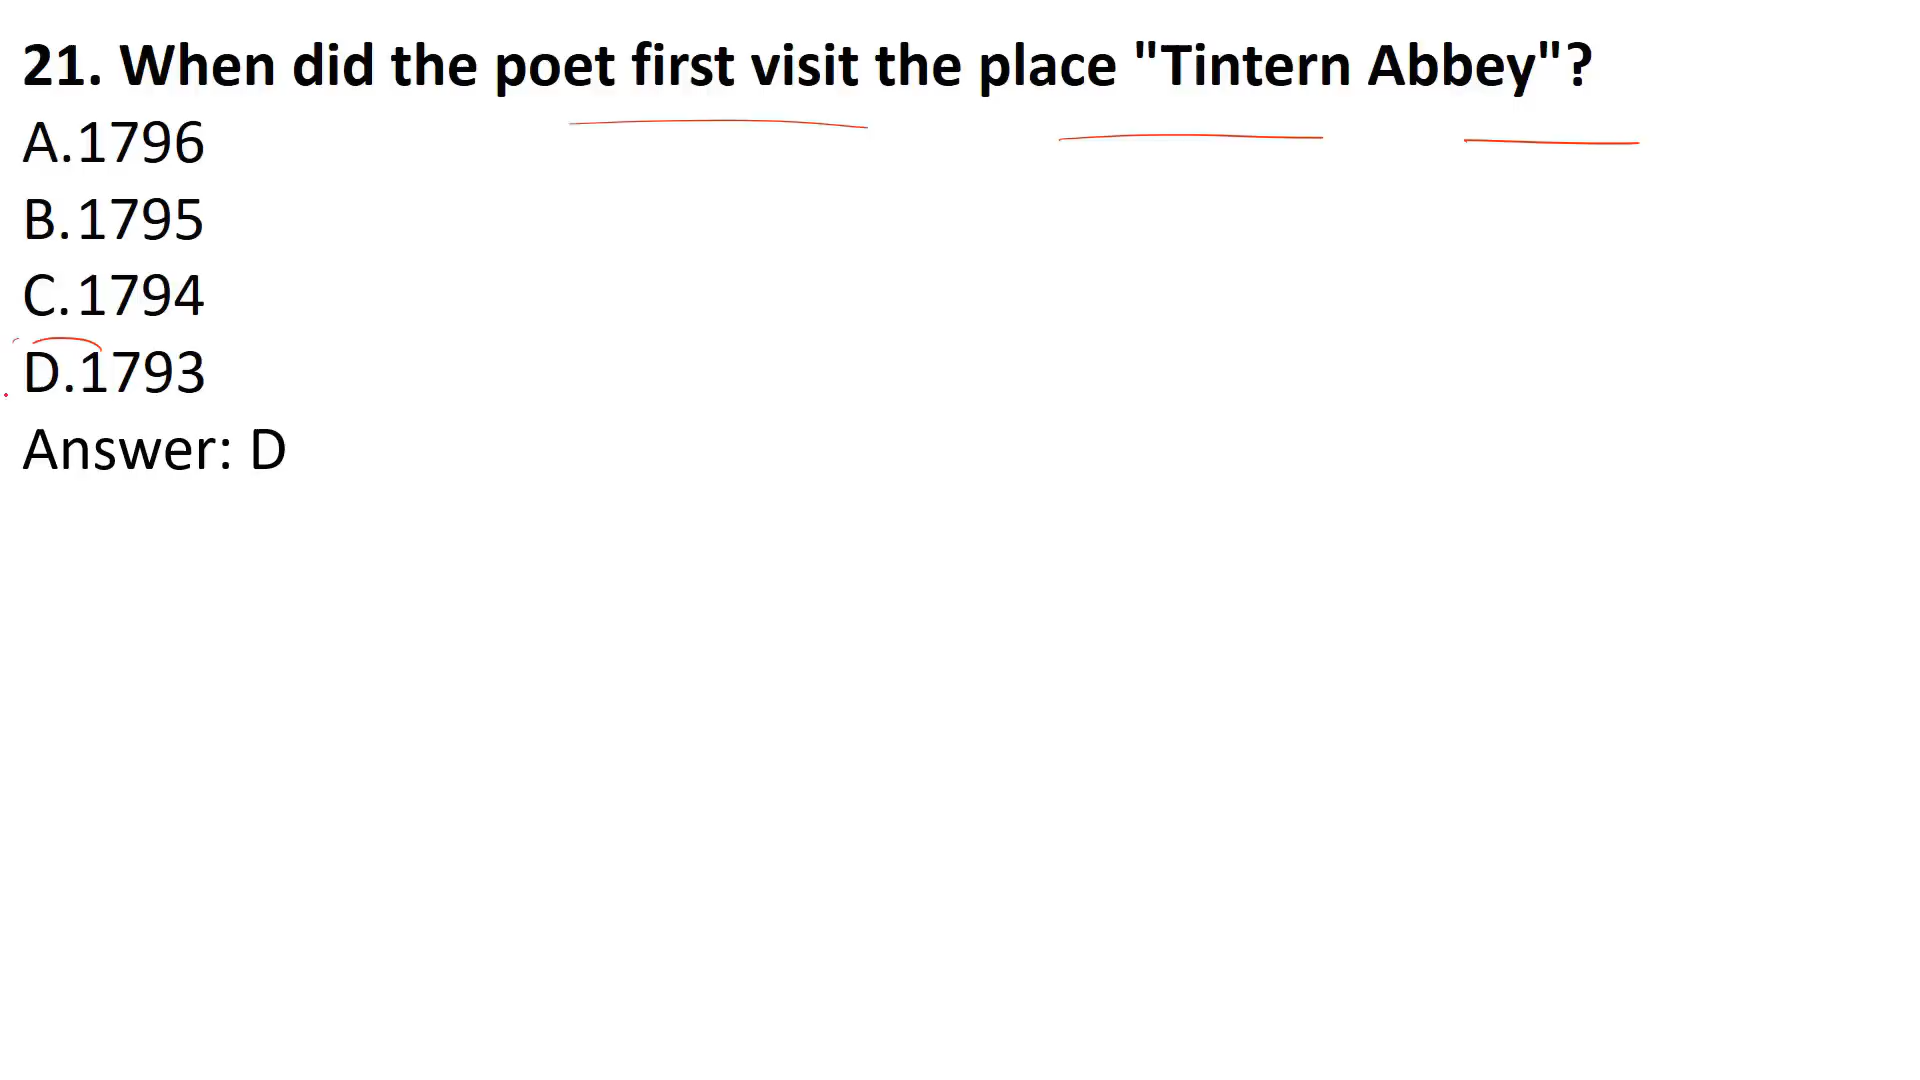 21. When did the poet first visit the place "Tintern Abbey"?
A.1796
B.1795
C.1794
D.1793
Answer: D